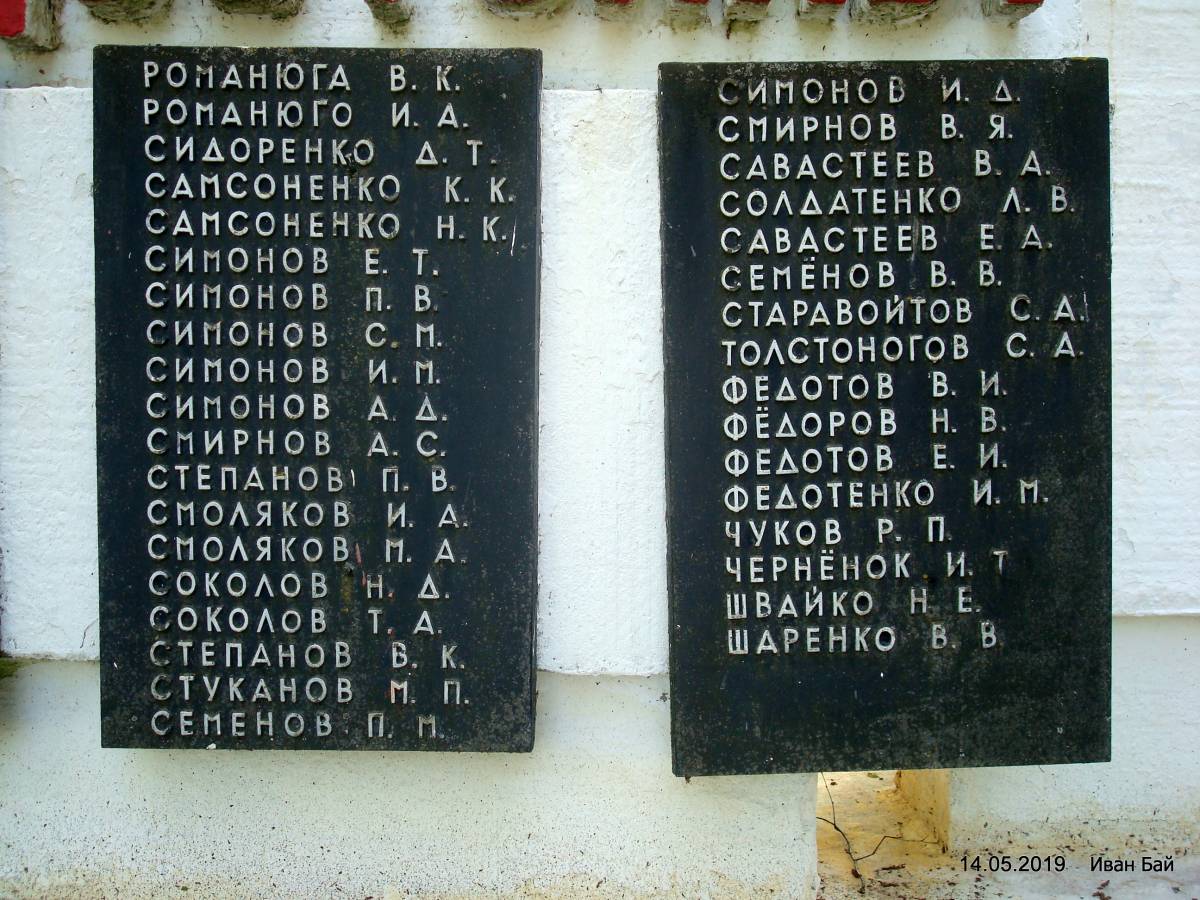 РОМАНЮГА В. К.
РОМАНЮГО И. А.
СИДОРЕНКО Д. Т.
САМСОНЕНКО К. К.
САМСОНЕНКО Н. К.
СИМОНОВ Е. Т.
СИМОНОВ П. В.
СИМОНОВ С. М.
СИМОНОВ И. М.
СИМОНОВ А. Д.
СМИРНОВ А. С.
СТЕПАНОВ П. В.
СМОЛЯКОВ И. А.
СМОЛЯКОВ М. А.
СОКОЛОВ Н. Д.
СОКОЛОВ Т. А.
СТЕПАНОВ В. К.
СТУКАНОВ М. П.
СЕМЕНОВ П. М.
СИМОНОВ И. Д.
СМИРНОВ В. Я.
САВАСТЕЕВ В. А.
СОЛДАТЕНКО Л. В.
САВАСТЕЕВ Е. А.
СЕМЁНОВ В. В.
СТАРАВОЙТОВ С. А.
ТОЛСТОНОГОВ С. А.
ФЕДОТОВ В. И.
ФЁДОРОВ Н. В.
ФЕДОТОВ Е. И.
ФЕДОТЕНКО И. М.
ЧУКОВ Р. П.
ЧЕРНЁНОК И. Т
ШВАЙКО Н. Е.
ШАРЕНКО В. В.
14.05.2019 Иван Бай